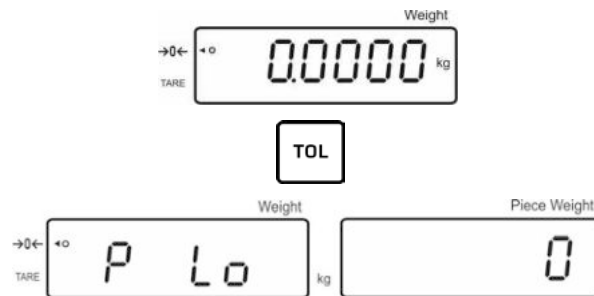 Weight
→0← ◄o 0.0000 kg
TARE
TOL
Weight Piece Weight
→0← ◄o P Lo kg 0
TARE